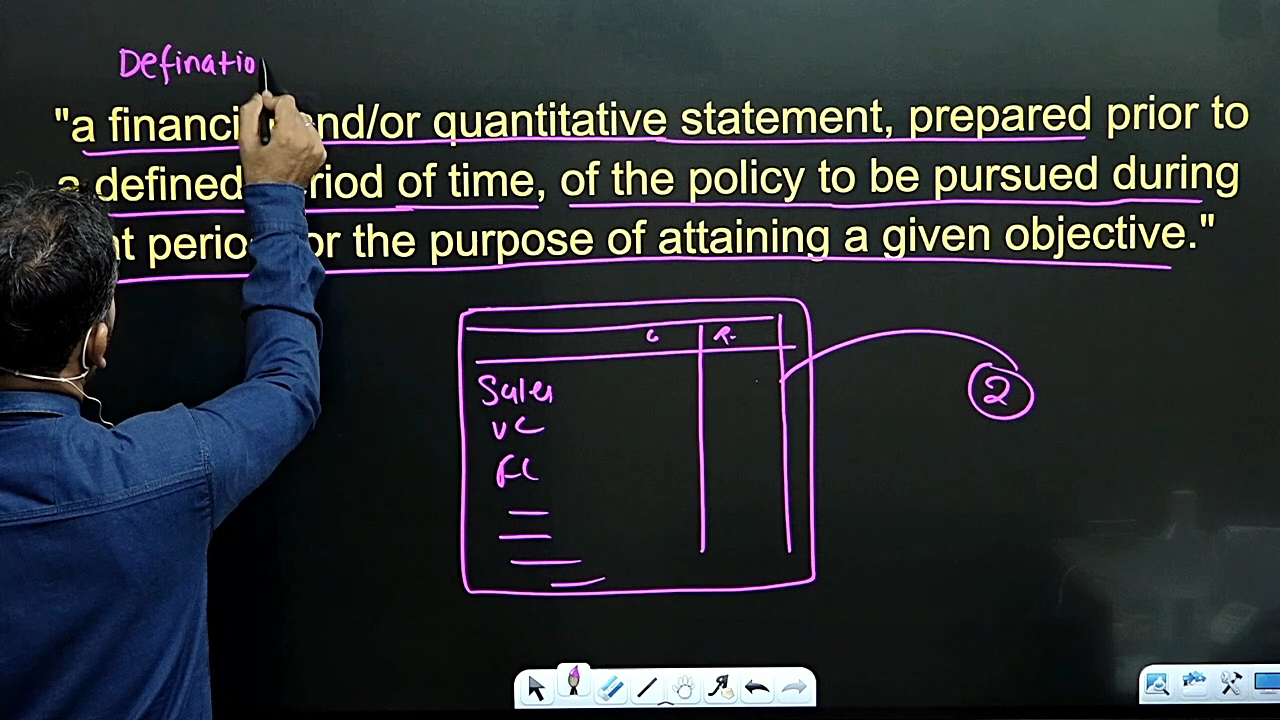 Definatio
"a financi nd/or quantitative statement, prepared prior to
defined riod of time, of the policy to be pursued during
t perio or the purpose of attaining a given objective."
Sales
VC
FC
2